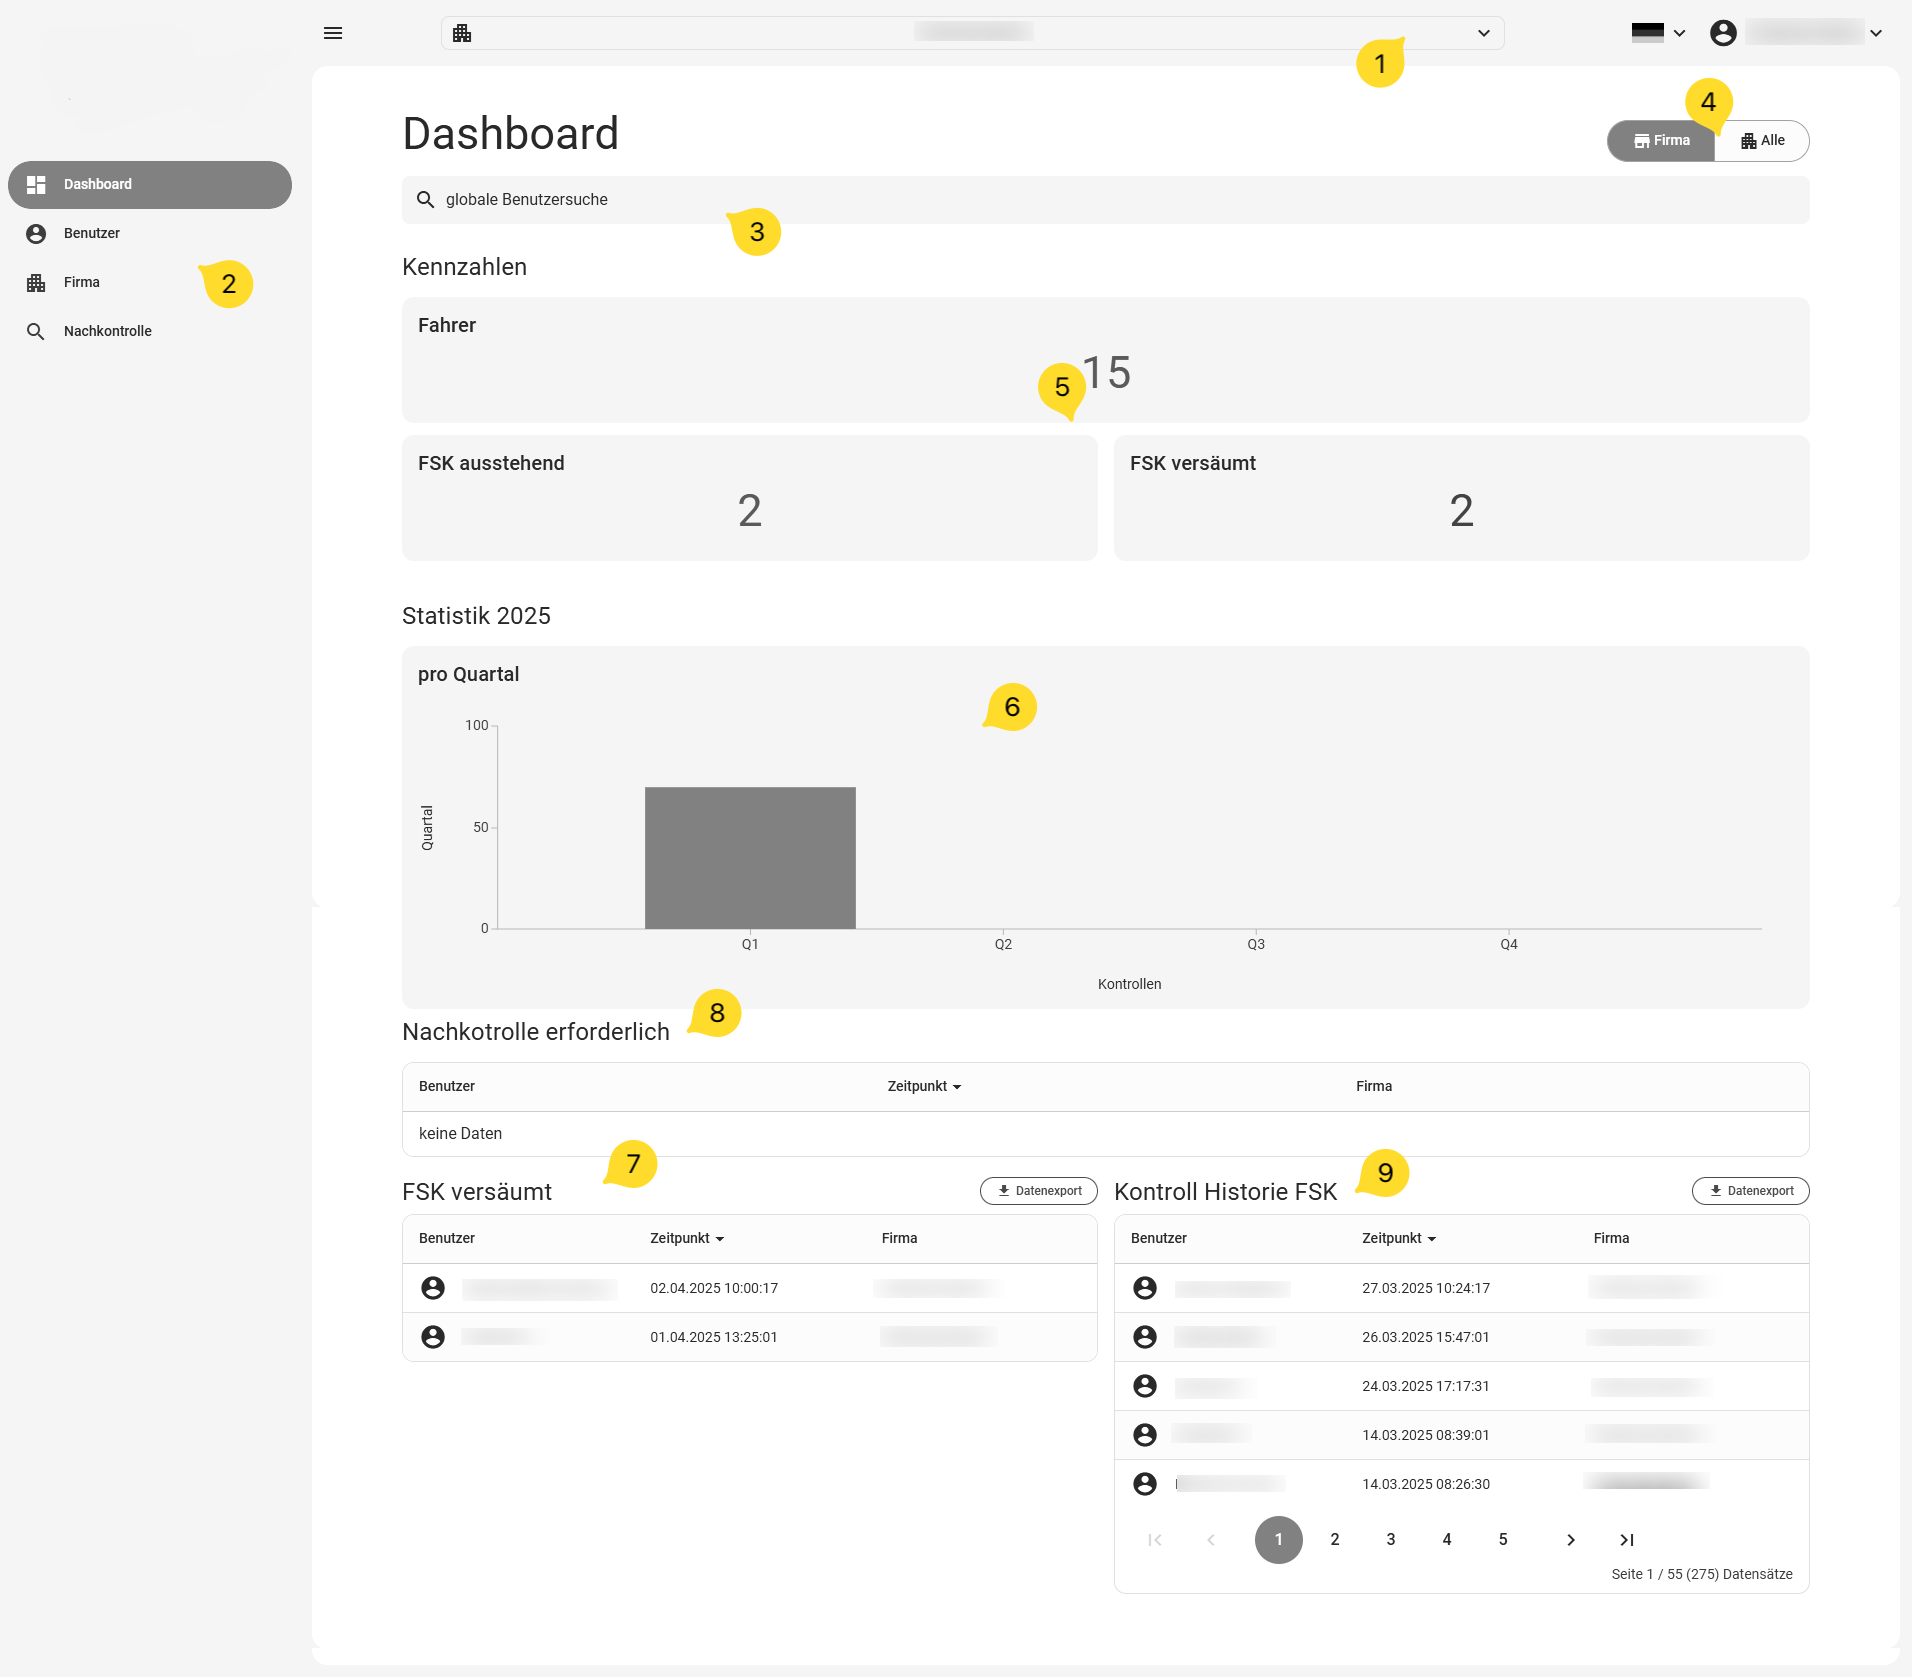 1
Dashboard
Benutzer
Firma
2
Nachkontrolle
Dashboard
4
Firma
Alle
globale Benutzersuche
3
Kennzahlen
Fahrer
15
5
FSK ausstehend
2
FSK versäumt
2
Statistik 2025
pro Quartal
6
100
50
0
Quartal
Q1 Q2 Q3 Q4
Kontrollen
8
Nachkotrolle erforderlich
Benutzer Zeitpunkt Firma
keine Daten
7
FSK versäumt
Datenexport
Benutzer Zeitpunkt Firma
02.04.2025 10:00:17
01.04.2025 13:25:01
9
Kontroll Historie FSK
Datenexport
Benutzer Zeitpunkt Firma
27.03.2025 10:24:17
26.03.2025 15:47:01
24.03.2025 17:17:31
14.03.2025 08:39:01
14.03.2025 08:26:30
1 2 3 4 5
Seite 1 / 55 (275) Datensätze